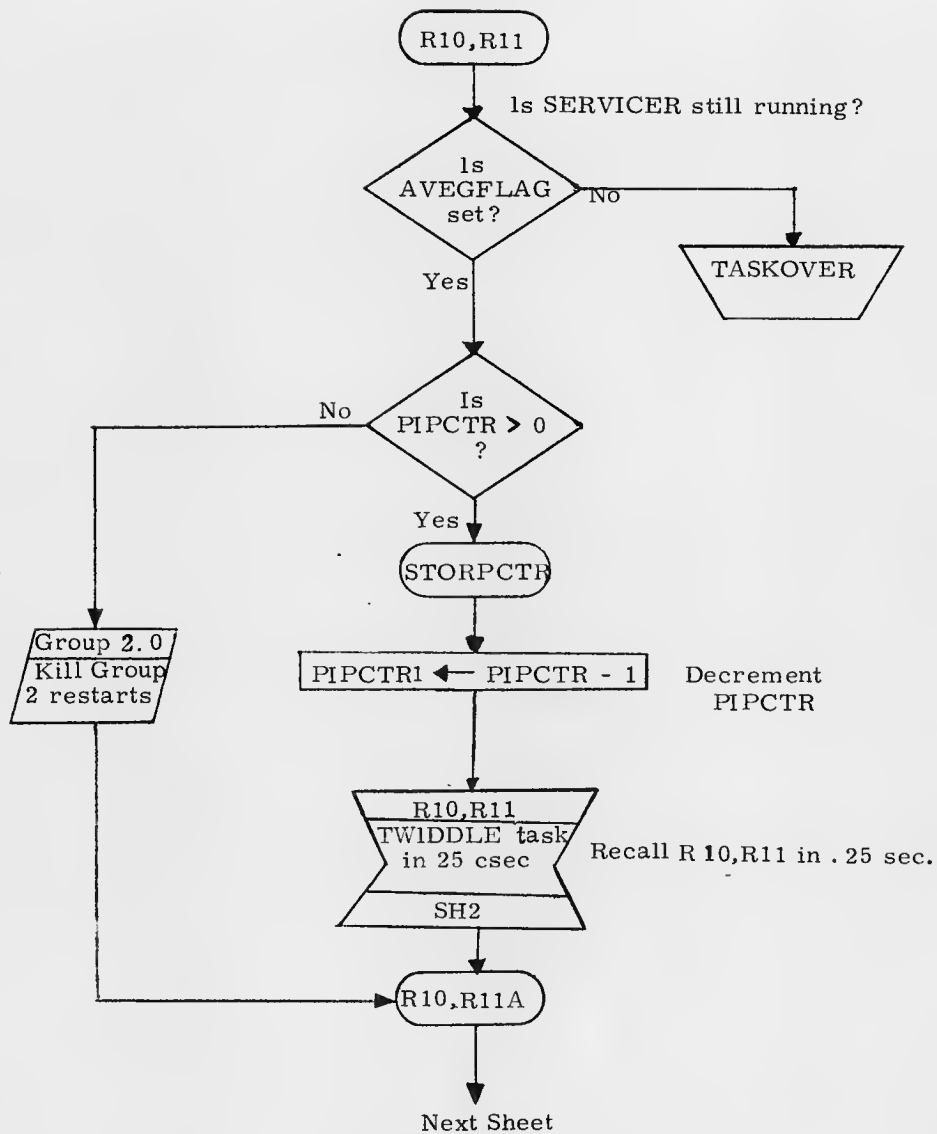 R10,R11
Is SERVICER still running?
Is
AVEGFLAG
set?
No
TASKOVER
Yes
Is
PIPCTR > 0
?
No
Yes
STORPCTR
Group 2.0
Kill Group
2 restarts
PIPCTR1 ← PIPCTR - 1
Decrement
PIPCTR
R10,R11
TWIDDLE task
in 25 csec
SH2
Recall R 10,R11 in . 25 sec.
R10,R11A
Next Sheet